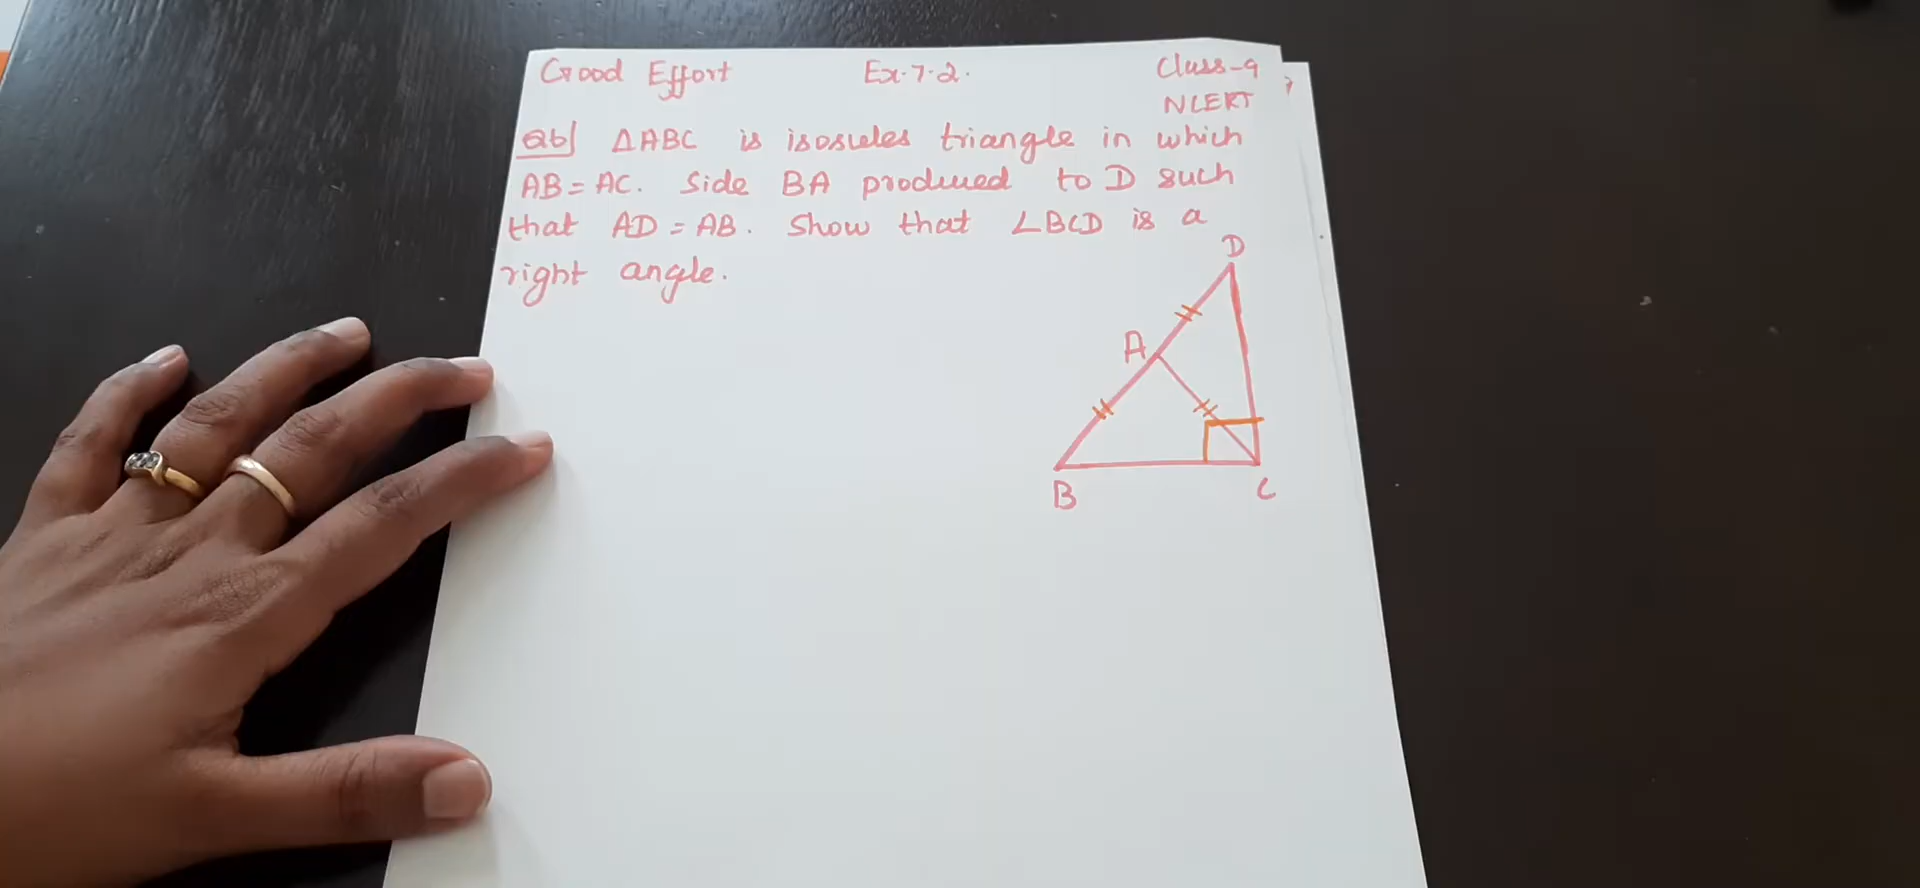 Good Effort Ex.7.2. Class-9
NCERT
Q6) ΔABC is isosceles triangle in which
AB = AC. Side BA produced to D such
that AD = AB. Show that ∠BCD is a
right angle.
D
A
B C